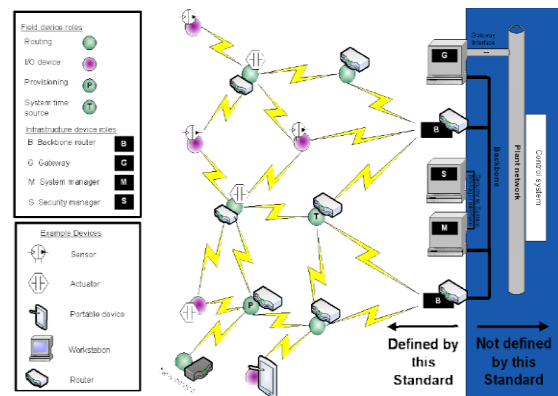 Field device roles
Routing
I/O device
Provisioning
P
System time
source
T
Infrastructure device roles
B Backbone router
B
G Gateway
G
M System manager
M
S Security manager
S
Example Devices
Sensor
Actuator
Portable device
Workstation
Router
T
P
G
B
S
M
B
Gateway
Interface
Backbone
Plant network
Control system
Defined by
this
Standard
Not defined
by this
Standard